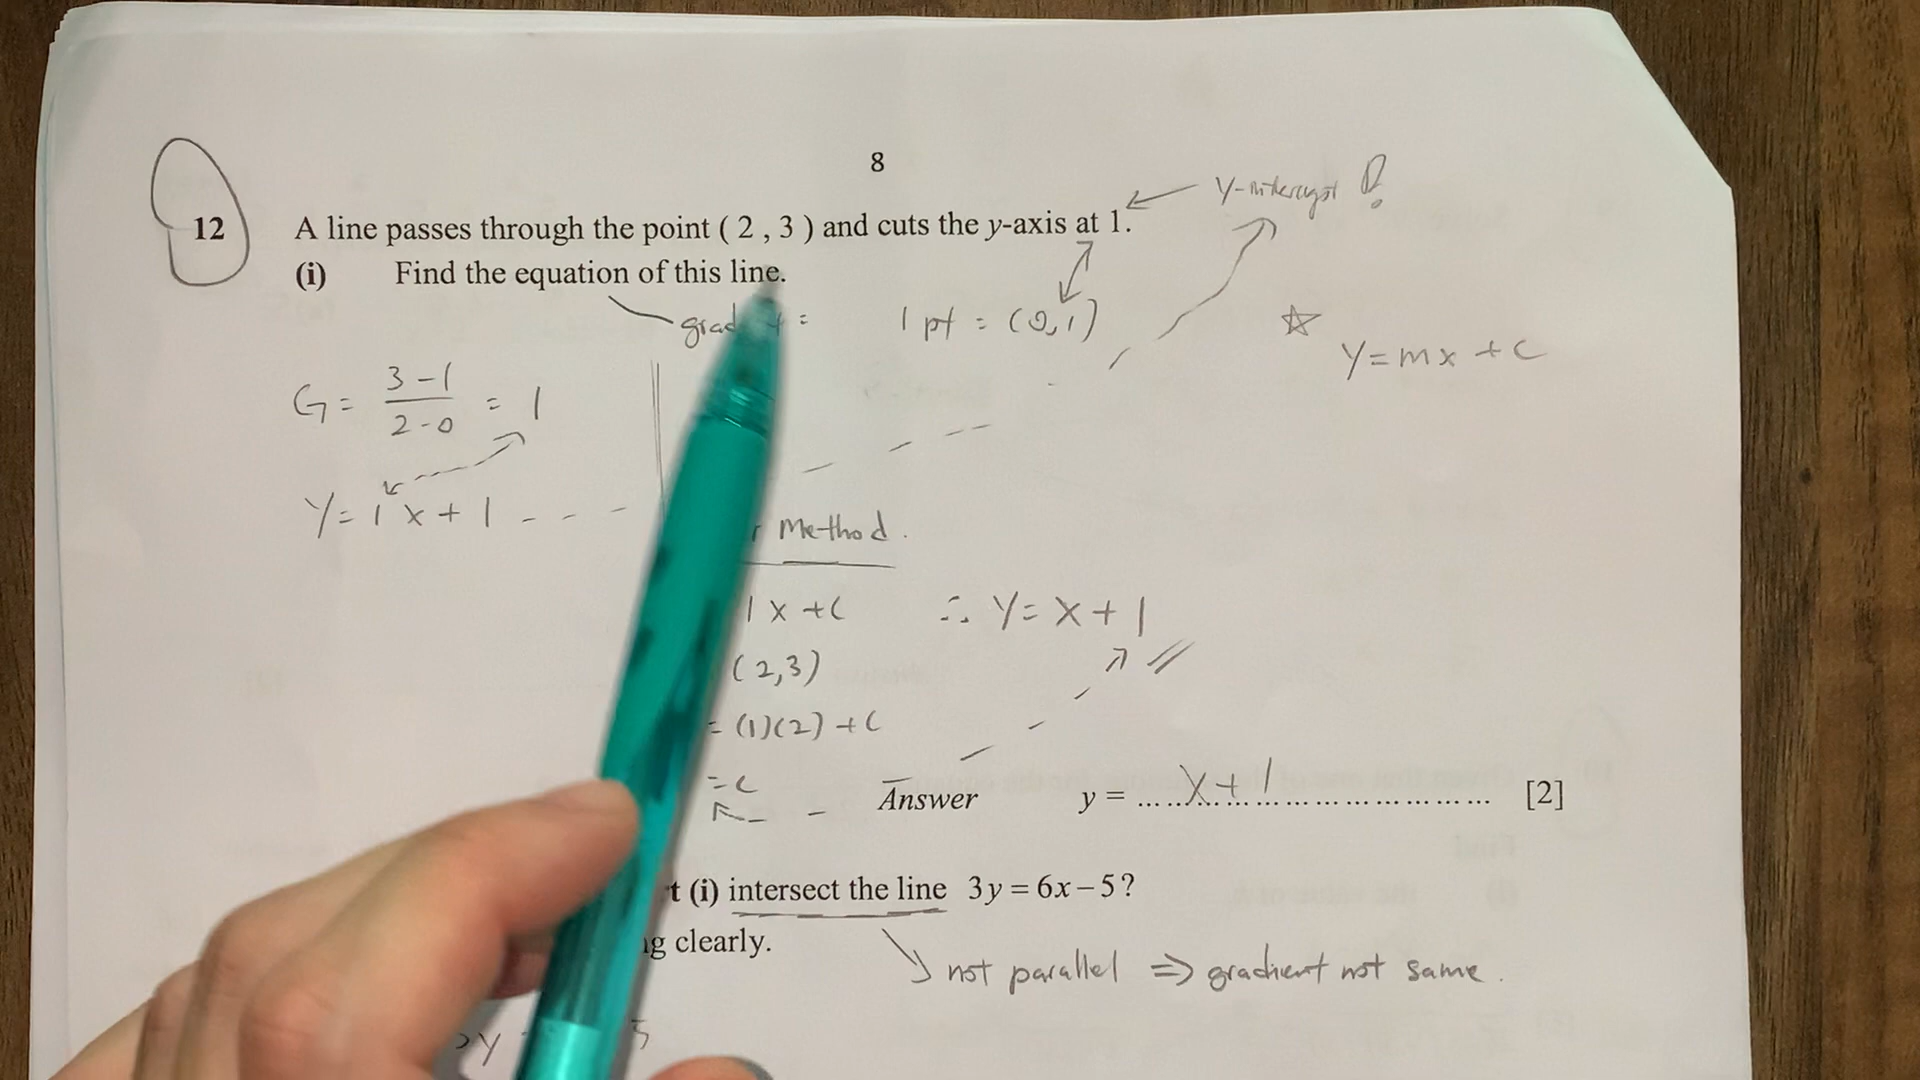 8
Y-intercept !
12 A line passes through the point ( 2 , 3 ) and cuts the y-axis at 1.
(i) Find the equation of this line.
1 pt = (0,1)
☆ Y = mx + c
G = 3-1 / 2-0 = 1
Y = 1x + 1
Method.
1x + c
∴ Y = x + 1
(2,3)
= (1)(2) + c
= c
Answer y = x+1 [2]
(i) intersect the line 3y = 6x – 5?
clearly.
not parallel ⇒ gradient not same.